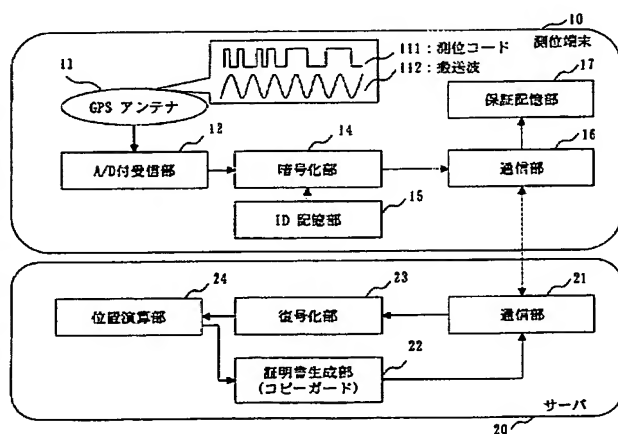 10
測位端末
111：測位コード
112：搬送波
11
GPS アンテナ
17
保証記憶部
12
A/D付受信部
14
暗号化部
16
通信部
15
ID 記憶部
24
位置演算部
23
復号化部
21
通信部
22
証明書生成部
(コピーガード)
サーバ
20